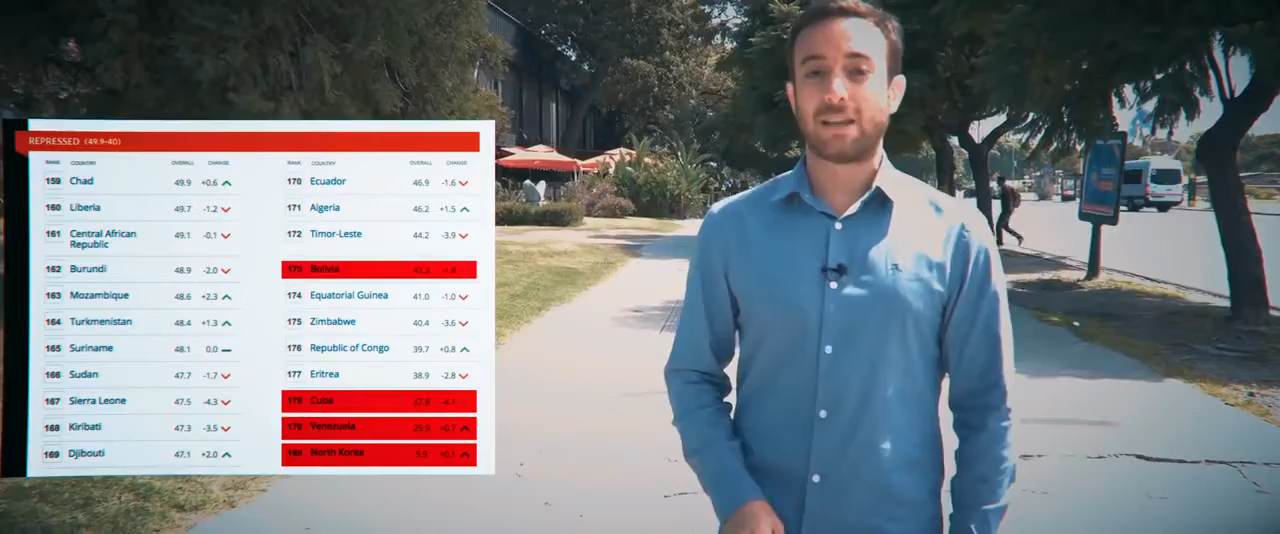 REPRESSED (49.9-40)
RANK COUNTRY OVERALL CHANGE
159 Chad 49.9 +0.6
160 Liberia 49.7 -1.2
161 Central African Republic 49.1 -0.1
162 Burundi 48.9 -2.0
163 Mozambique 48.6 +2.3
164 Turkmenistan 48.4 +1.3
165 Suriname 48.1 0.0
166 Sudan 47.7 -1.7
167 Sierra Leone 47.5 -4.3
168 Kiribati 47.3 -3.5
169 Djibouti 47.1 +2.0
RANK COUNTRY OVERALL CHANGE
170 Ecuador 46.9 -1.6
171 Algeria 46.2 +1.5
172 Timor-Leste 44.2 -3.9
173 Bolivia
174 Equatorial Guinea 41.0 -1.0
175 Zimbabwe 40.4 -3.6
176 Republic of Congo 39.7 +0.8
177 Eritrea 38.9 -2.8
178 Cuba
179 Venezuela 25.9 +0.7
180 North Korea 5.9 +0.1